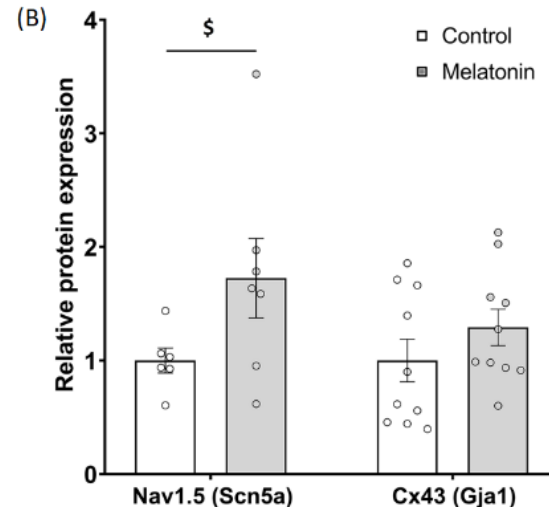 (B)
$
Control
Melatonin
Relative protein expression
4
3
2
1
0
Nav1.5 (Scn5a)
Cx43 (Gja1)